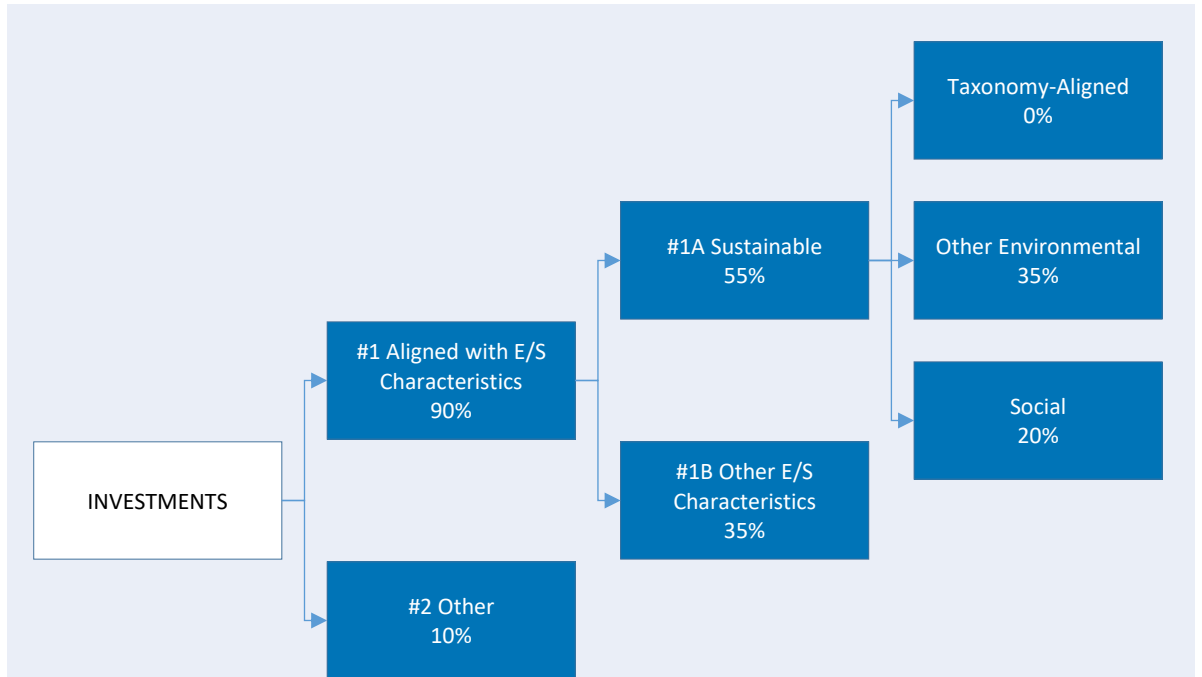 INVESTMENTS
#1 Aligned with E/S
Characteristics
90%
#2 Other
10%
#1A Sustainable
55%
#1B Other E/S
Characteristics
35%
Taxonomy-Aligned
0%
Other Environmental
35%
Social
20%